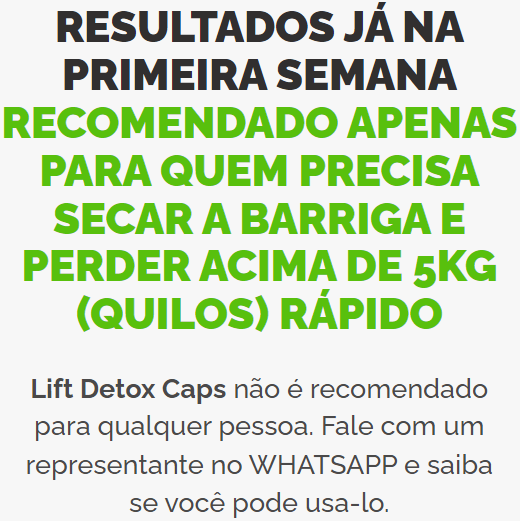 RESULTADOS JÁ NA
PRIMEIRA SEMANA
RECOMENDADO APENAS
PARA QUEM PRECISA
SECAR A BARRIGA E
PERDER ACIMA DE 5KG
(QUILOS) RÁPIDO
Lift Detox Caps não é recomendado
para qualquer pessoa. Fale com um
representante no WHATSAPP e saiba
se você pode usa-lo.